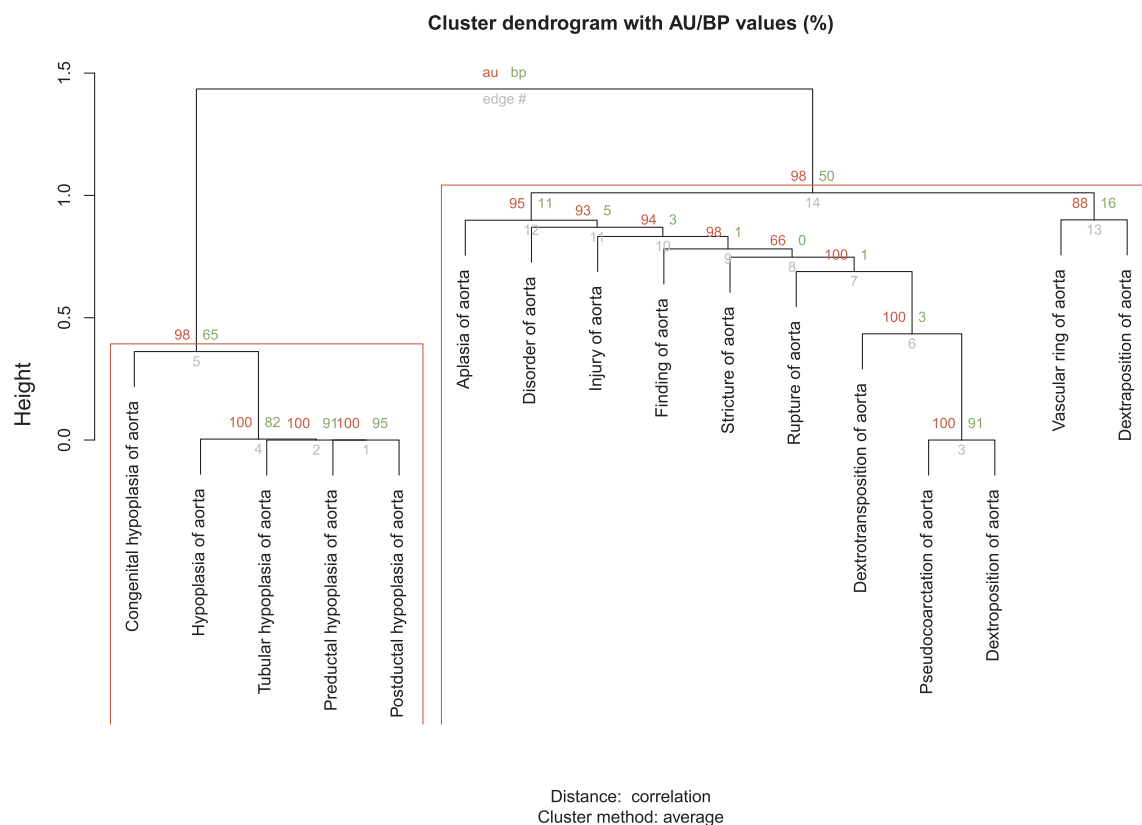 Cluster dendrogram with AU/BP values (%)
Height
1.5
1.0
0.5
0.0
au bp
edge #
98 50
14
95 11
12
93 5
11
94 3
10
98 1
9
66 0
8
100 1
7
88 16
13
100 3
6
98 65
5
100 82
4
100 91
2
100 95
1
100 91
3
Congenital hypoplasia of aorta
Hypoplasia of aorta
Tubular hypoplasia of aorta
Preductal hypoplasia of aorta
Postductal hypoplasia of aorta
Aplasia of aorta
Disorder of aorta
Injury of aorta
Finding of aorta
Stricture of aorta
Rupture of aorta
Dextrotransposition of aorta
Pseudocoarctation of aorta
Dextroposition of aorta
Vascular ring of aorta
Dextraposition of aorta
Distance: correlation
Cluster method: average